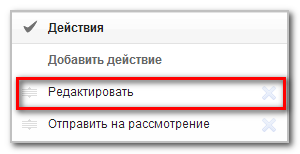 Действия
Добавить действие
Редактировать
Отправить на рассмотрение